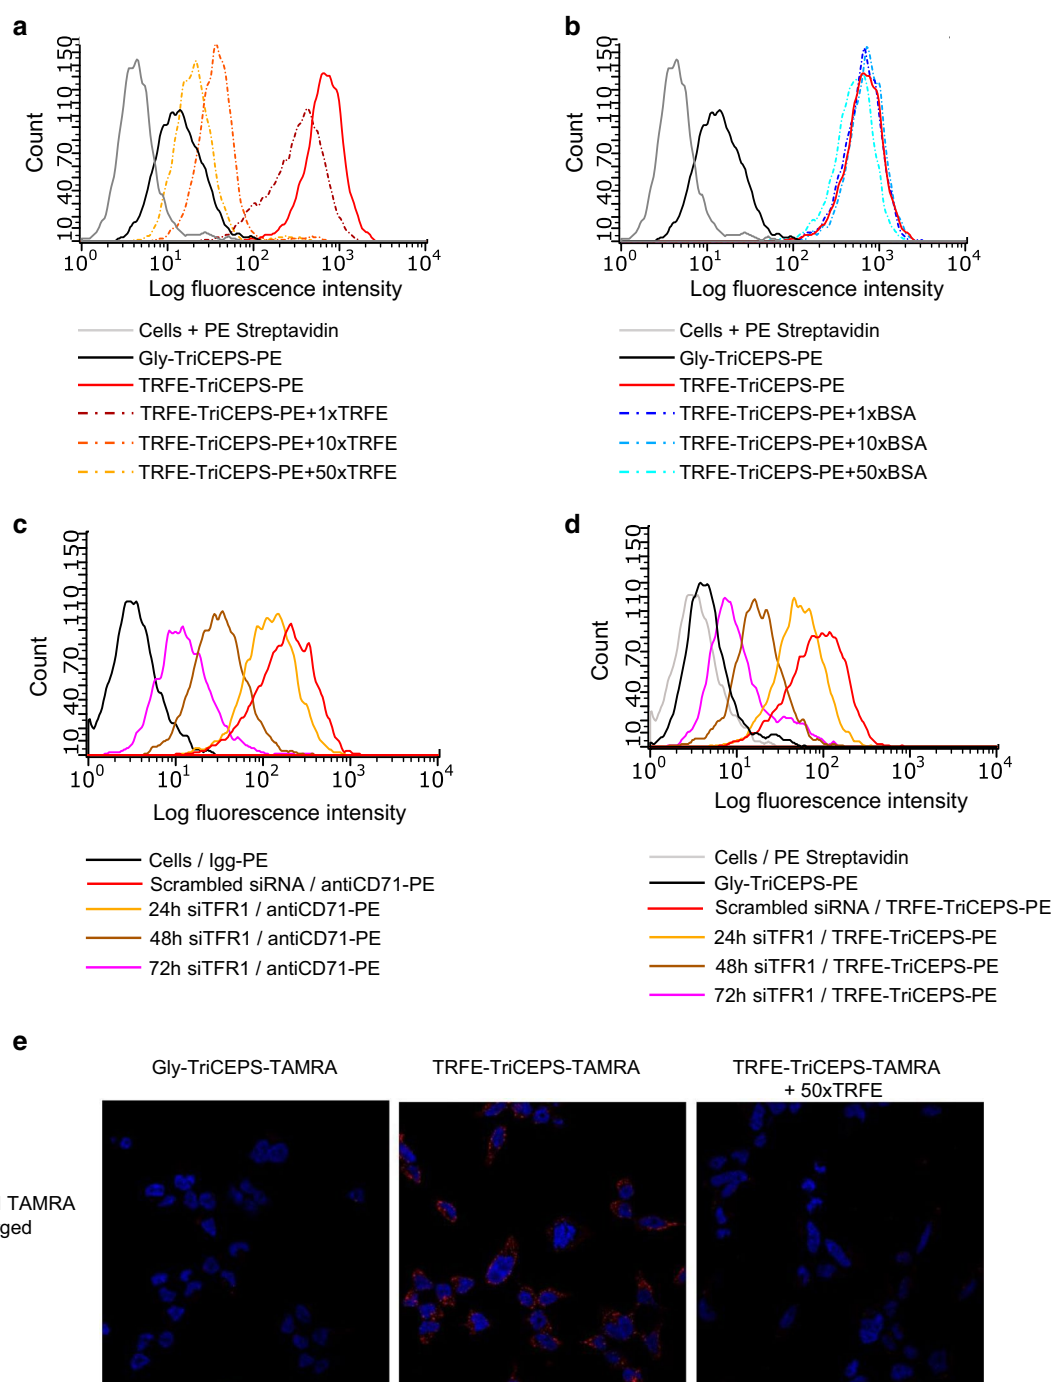 a
150
110
70
40
10
Count
10^0 10^1 10^2 10^3 10^4
Log fluorescence intensity
Cells + PE Streptavidin
Gly-TriCEPS-PE
TRFE-TriCEPS-PE
TRFE-TriCEPS-PE+1xTRFE
TRFE-TriCEPS-PE+10xTRFE
TRFE-TriCEPS-PE+50xTRFE
b
150
110
70
40
10
Count
10^0 10^1 10^2 10^3 10^4
Log fluorescence intensity
Cells + PE Streptavidin
Gly-TriCEPS-PE
TRFE-TriCEPS-PE
TRFE-TriCEPS-PE+1xBSA
TRFE-TriCEPS-PE+10xBSA
TRFE-TriCEPS-PE+50xBSA
c
150
110
70
40
10
Count
10^0 10^1 10^2 10^3 10^4
Log fluorescence intensity
Cells / Igg-PE
Scrambled siRNA / antiCD71-PE
24h siTFR1 / antiCD71-PE
48h siTFR1 / antiCD71-PE
72h siTFR1 / antiCD71-PE
d
150
110
70
40
10
Count
10^0 10^1 10^2 10^3 10^4
Log fluorescence intensity
Cells / PE Streptavidin
Gly-TriCEPS-PE
Scrambled siRNA / TRFE-TriCEPS-PE
24h siTFR1 / TRFE-TriCEPS-PE
48h siTFR1 / TRFE-TriCEPS-PE
72h siTFR1 / TRFE-TriCEPS-PE
e
Gly-TriCEPS-TAMRA
TRFE-TriCEPS-TAMRA
TRFE-TriCEPS-TAMRA
+ 50xTRFE
TAMRA
ged